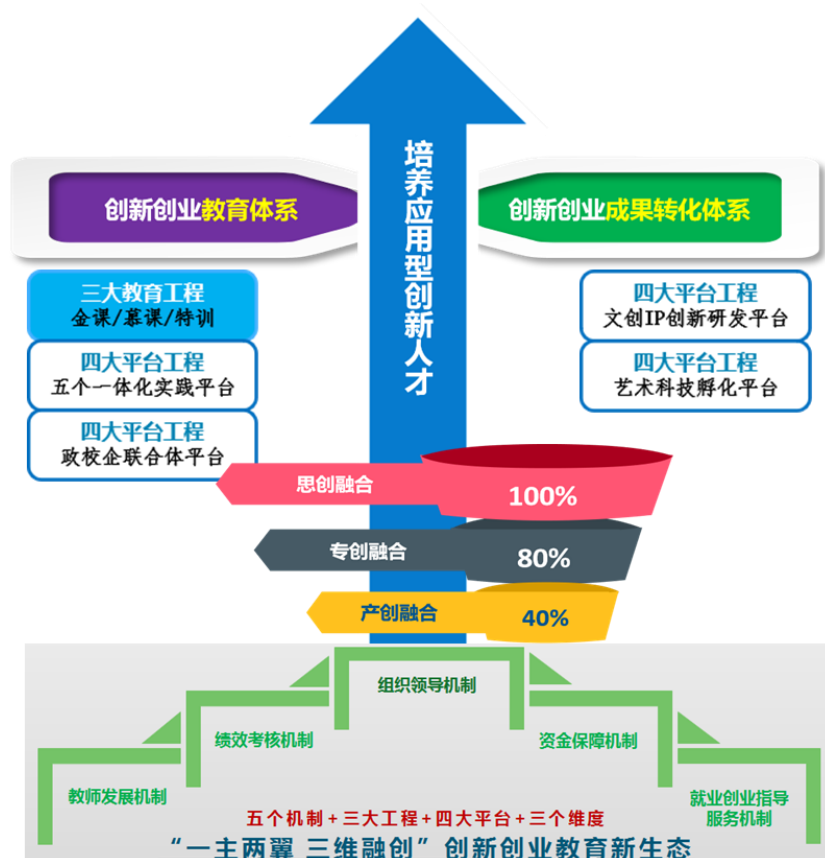 培养应用型创新人才
创新创业教育体系
创新创业成果转化体系
三大教育工程
金课/慕课/特训
四大平台工程
五个一体化实践平台
四大平台工程
政校企联合体平台
四大平台工程
文创IP创新研发平台
四大平台工程
艺术科技孵化平台
思创融合 100%
专创融合 80%
产创融合 40%
组织领导机制
绩效考核机制
资金保障机制
教师发展机制
就业创业指导
服务机制
五个机制+三大工程+四大平台+三个维度
“一主两翼 三维融创”创新创业教育新生态